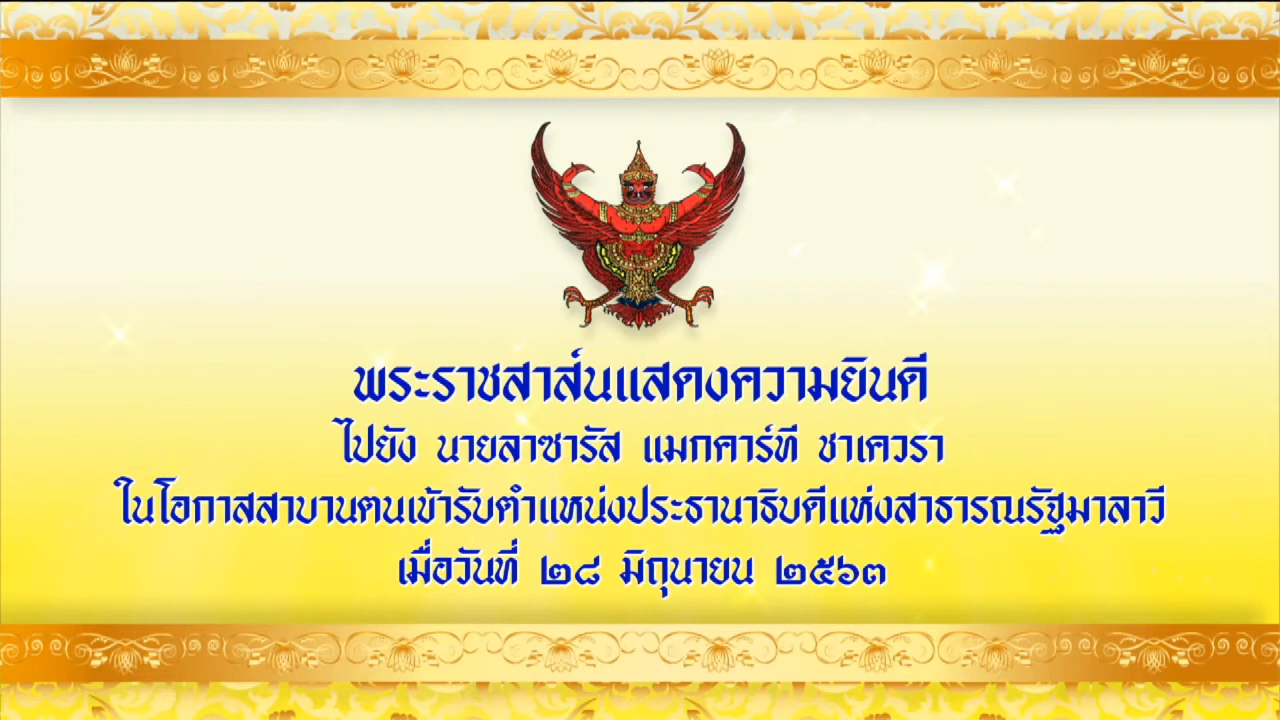 พระราชสาส์นแสดงความยินดี
ไปยัง นายลาซารัส แมกคาร์ที ชาเควรา
ในโอกาสสาบานตนเข้ารับตำแหน่งประธานาธิบดีแห่งสาธารณรัฐมาลาวี
เมื่อวันที่ ๒๘ มิถุนายน ๒๕๖๓